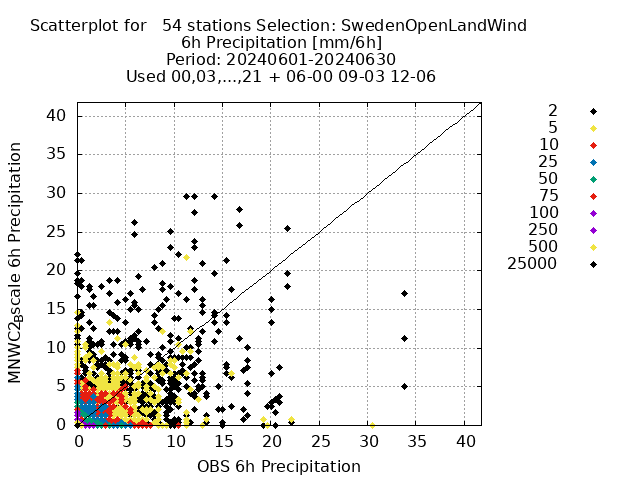 Scatterplot for   54 stations Selection: SwedenOpenLandWind
6h Precipitation [mm/6h]
Period: 20240601-20240630
Used 00,03,...,21 + 06-00 09-03 12-06
MNWC2Bscale 6h Precipitation
40
35
30
25
20
15
10
5
0
0 5 10 15 20 25 30 35 40
OBS 6h Precipitation
2
5
10
25
50
75
100
250
500
25000